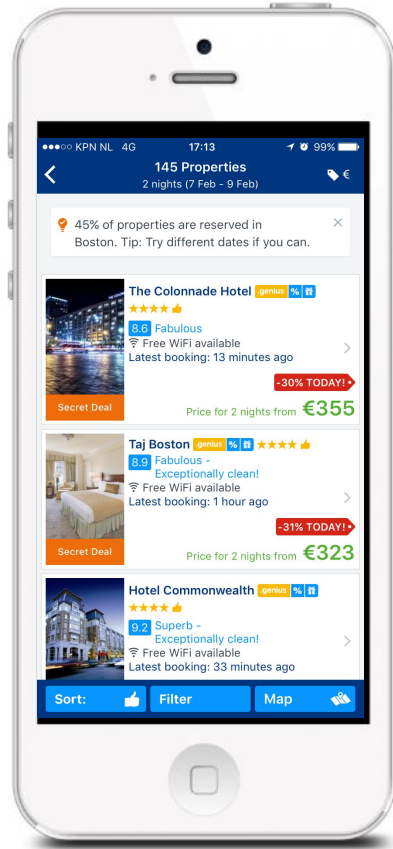 KPN NL 4G 17:13 99%
145 Properties
2 nights (7 Feb - 9 Feb)
€
45% of properties are reserved in
Boston. Tip: Try different dates if you can.
The Colonnade Hotel .genius %
8.6 Fabulous
Free WiFi available
Latest booking: 13 minutes ago
-30% TODAY!
Secret Deal
Price for 2 nights from €355
Taj Boston .genius %
8.9 Fabulous -
Exceptionally clean!
Free WiFi available
Latest booking: 1 hour ago
-31% TODAY!
Secret Deal
Price for 2 nights from €323
Hotel Commonwealth .genius %
9.2 Superb -
Exceptionally clean!
Free WiFi available
Latest booking: 33 minutes ago
Sort: Filter Map